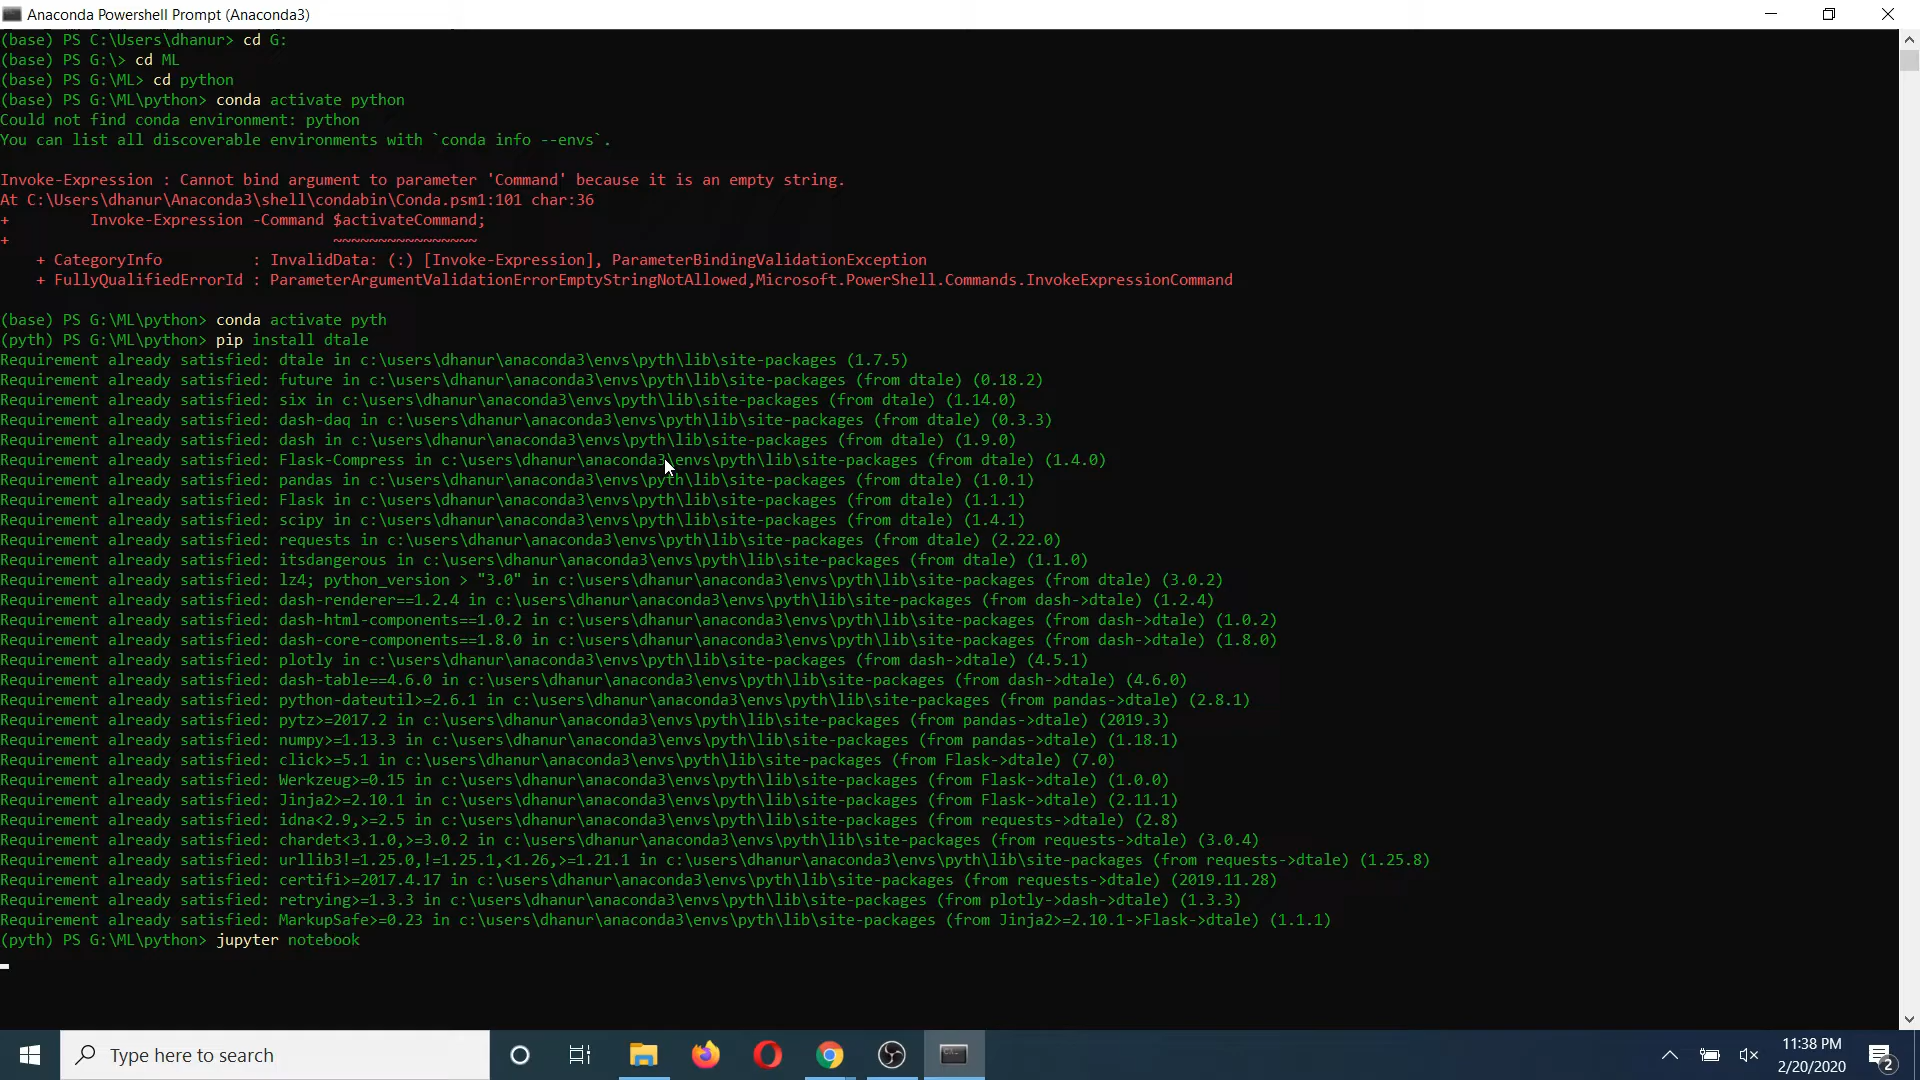 Anaconda Powershell Prompt (Anaconda3)
(base) PS C:\Users\dhanur> cd G:
(base) PS G:\> cd ML
(base) PS G:\ML> cd python
(base) PS G:\ML\python> conda activate python
Could not find conda environment: python
You can list all discoverable environments with `conda info --envs`.
Invoke-Expression : Cannot bind argument to parameter 'Command' because it is an empty string.
At C:\Users\dhanur\Anaconda3\shell\condabin\Conda.psm1:101 char:36
+         Invoke-Expression -Command $activateCommand;
+                                    ~~~~~~~~~~~~~~~~
    + CategoryInfo          : InvalidData: (:) [Invoke-Expression], ParameterBindingValidationException
    + FullyQualifiedErrorId : ParameterArgumentValidationErrorEmptyStringNotAllowed,Microsoft.PowerShell.Commands.InvokeExpressionCommand
(base) PS G:\ML\python> conda activate pyth
(pyth) PS G:\ML\python> pip install dtale
Requirement already satisfied: dtale in c:\users\dhanur\anaconda3\envs\pyth\lib\site-packages (1.7.5)
Requirement already satisfied: future in c:\users\dhanur\anaconda3\envs\pyth\lib\site-packages (from dtale) (0.18.2)
Requirement already satisfied: six in c:\users\dhanur\anaconda3\envs\pyth\lib\site-packages (from dtale) (1.14.0)
Requirement already satisfied: dash-daq in c:\users\dhanur\anaconda3\envs\pyth\lib\site-packages (from dtale) (0.3.3)
Requirement already satisfied: dash in c:\users\dhanur\anaconda3\envs\pyth\lib\site-packages (from dtale) (1.9.0)
Requirement already satisfied: Flask-Compress in c:\users\dhanur\anaconda3\envs\pyth\lib\site-packages (from dtale) (1.4.0)
Requirement already satisfied: pandas in c:\users\dhanur\anaconda3\envs\pyth\lib\site-packages (from dtale) (1.0.1)
Requirement already satisfied: Flask in c:\users\dhanur\anaconda3\envs\pyth\lib\site-packages (from dtale) (1.1.1)
Requirement already satisfied: scipy in c:\users\dhanur\anaconda3\envs\pyth\lib\site-packages (from dtale) (1.4.1)
Requirement already satisfied: requests in c:\users\dhanur\anaconda3\envs\pyth\lib\site-packages (from dtale) (2.22.0)
Requirement already satisfied: itsdangerous in c:\users\dhanur\anaconda3\envs\pyth\lib\site-packages (from dtale) (1.1.0)
Requirement already satisfied: lz4; python_version > "3.0" in c:\users\dhanur\anaconda3\envs\pyth\lib\site-packages (from dtale) (3.0.2)
Requirement already satisfied: dash-renderer==1.2.4 in c:\users\dhanur\anaconda3\envs\pyth\lib\site-packages (from dash->dtale) (1.2.4)
Requirement already satisfied: dash-html-components==1.0.2 in c:\users\dhanur\anaconda3\envs\pyth\lib\site-packages (from dash->dtale) (1.0.2)
Requirement already satisfied: dash-core-components==1.8.0 in c:\users\dhanur\anaconda3\envs\pyth\lib\site-packages (from dash->dtale) (1.8.0)
Requirement already satisfied: plotly in c:\users\dhanur\anaconda3\envs\pyth\lib\site-packages (from dash->dtale) (4.5.1)
Requirement already satisfied: dash-table==4.6.0 in c:\users\dhanur\anaconda3\envs\pyth\lib\site-packages (from dash->dtale) (4.6.0)
Requirement already satisfied: python-dateutil>=2.6.1 in c:\users\dhanur\anaconda3\envs\pyth\lib\site-packages (from pandas->dtale) (2.8.1)
Requirement already satisfied: pytz>=2017.2 in c:\users\dhanur\anaconda3\envs\pyth\lib\site-packages (from pandas->dtale) (2019.3)
Requirement already satisfied: numpy>=1.13.3 in c:\users\dhanur\anaconda3\envs\pyth\lib\site-packages (from pandas->dtale) (1.18.1)
Requirement already satisfied: click>=5.1 in c:\users\dhanur\anaconda3\envs\pyth\lib\site-packages (from Flask->dtale) (7.0)
Requirement already satisfied: Werkzeug>=0.15 in c:\users\dhanur\anaconda3\envs\pyth\lib\site-packages (from Flask->dtale) (1.0.0)
Requirement already satisfied: Jinja2>=2.10.1 in c:\users\dhanur\anaconda3\envs\pyth\lib\site-packages (from Flask->dtale) (2.11.1)
Requirement already satisfied: idna<2.9,>=2.5 in c:\users\dhanur\anaconda3\envs\pyth\lib\site-packages (from requests->dtale) (2.8)
Requirement already satisfied: chardet<3.1.0,>=3.0.2 in c:\users\dhanur\anaconda3\envs\pyth\lib\site-packages (from requests->dtale) (3.0.4)
Requirement already satisfied: urllib3!=1.25.0,!=1.25.1,<1.26,>=1.21.1 in c:\users\dhanur\anaconda3\envs\pyth\lib\site-packages (from requests->dtale) (1.25.8)
Requirement already satisfied: certifi>=2017.4.17 in c:\users\dhanur\anaconda3\envs\pyth\lib\site-packages (from requests->dtale) (2019.11.28)
Requirement already satisfied: retrying>=1.3.3 in c:\users\dhanur\anaconda3\envs\pyth\lib\site-packages (from plotly->dash->dtale) (1.3.3)
Requirement already satisfied: MarkupSafe>=0.23 in c:\users\dhanur\anaconda3\envs\pyth\lib\site-packages (from Jinja2>=2.10.1->Flask->dtale) (1.1.1)
(pyth) PS G:\ML\python> jupyter notebook
Type here to search
11:38 PM
2/20/2020
2